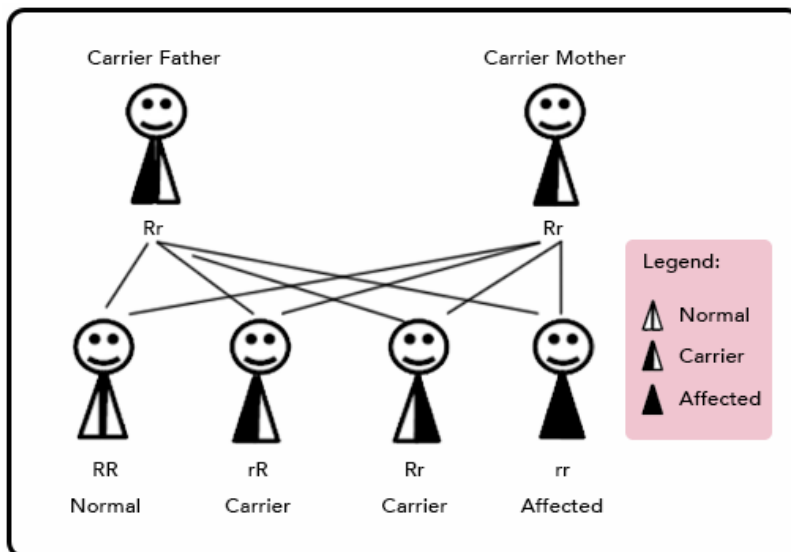 Carrier Father
Carrier Mother
Rr
Rr
Legend:
Normal
Carrier
Affected
RR
rR
Rr
rr
Normal
Carrier
Carrier
Affected